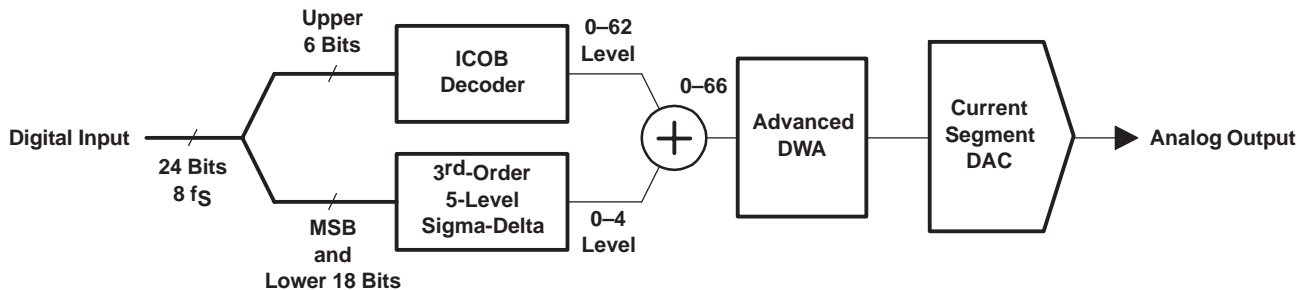 Digital Input
24 Bits
8 fS
Upper
6 Bits
ICOB
Decoder
0–62
Level
MSB
and
Lower 18 Bits
3rd-Order
5-Level
Sigma-Delta
0–4
Level
0–66
+
Advanced
DWA
Current
Segment
DAC
Analog Output